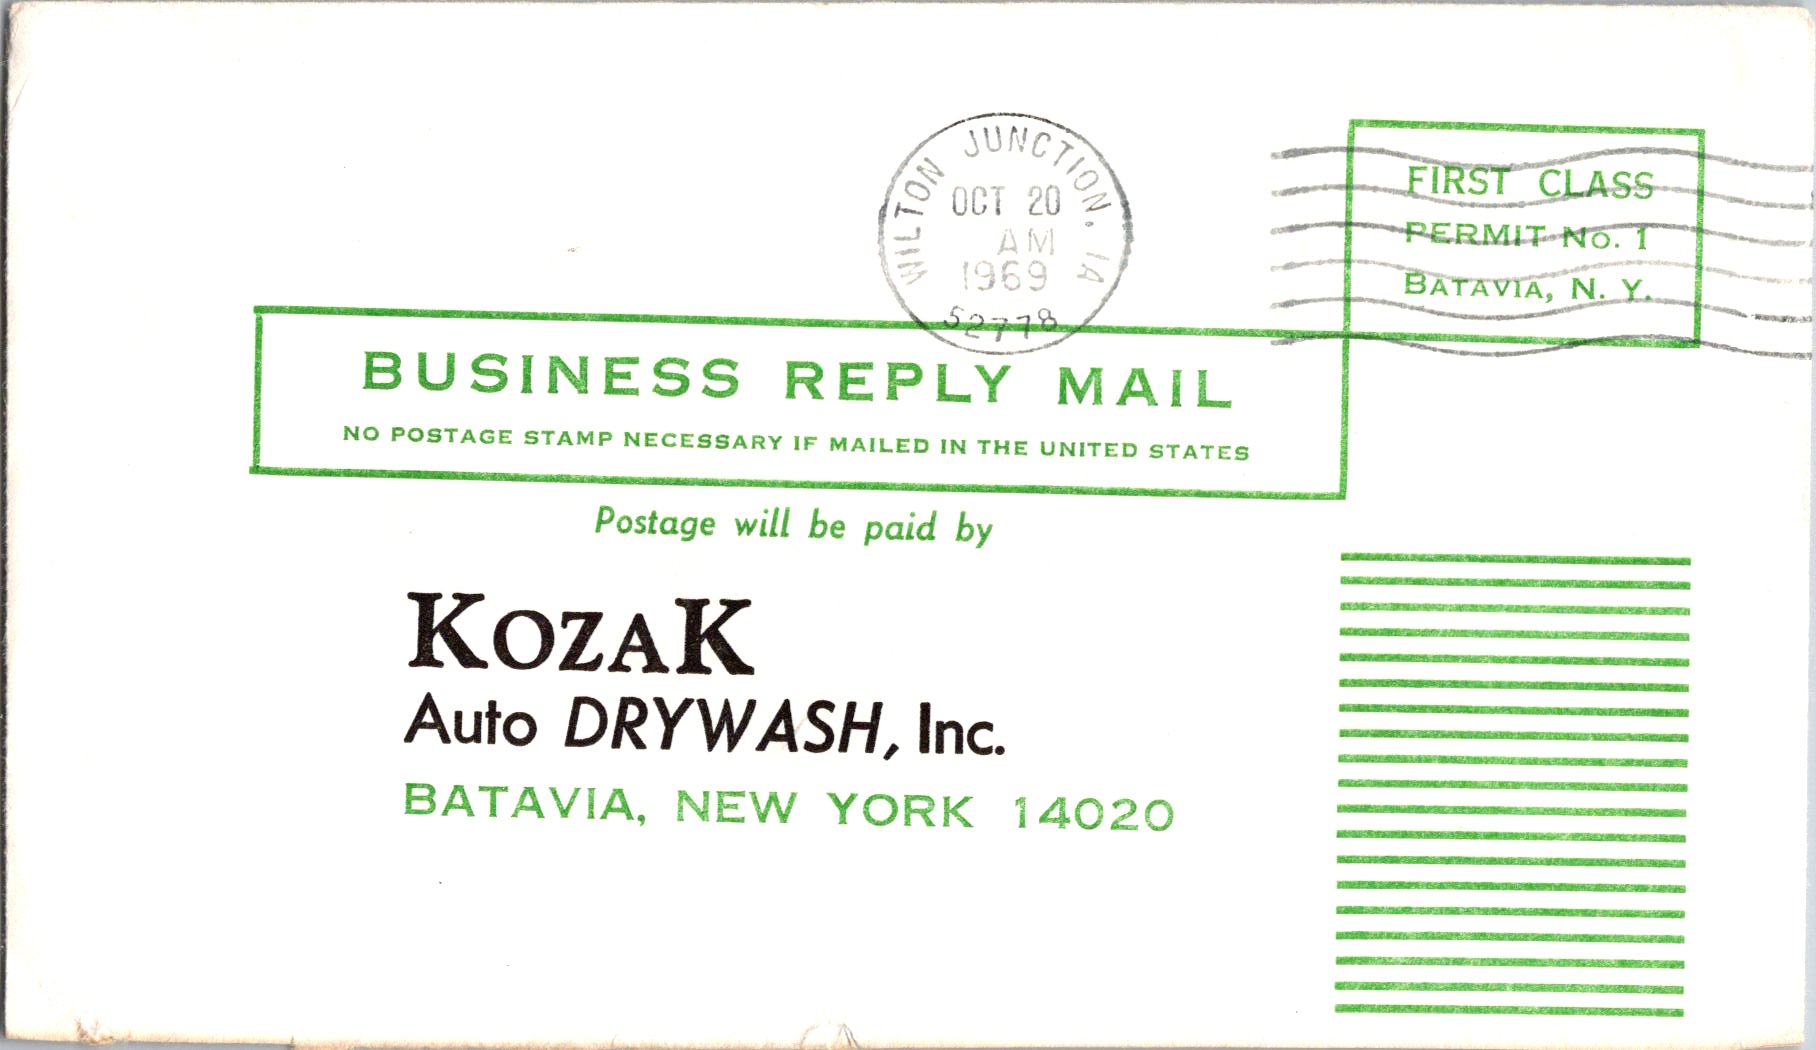 WILTON JUNCTION, IA
OCT 20
AM
1969
52778
FIRST CLASS
PERMIT No. 1
BATAVIA, N. Y.
BUSINESS REPLY MAIL
NO POSTAGE STAMP NECESSARY IF MAILED IN THE UNITED STATES
Postage will be paid by
KOZAK
Auto DRYWASH, Inc.
BATAVIA, NEW YORK 14020